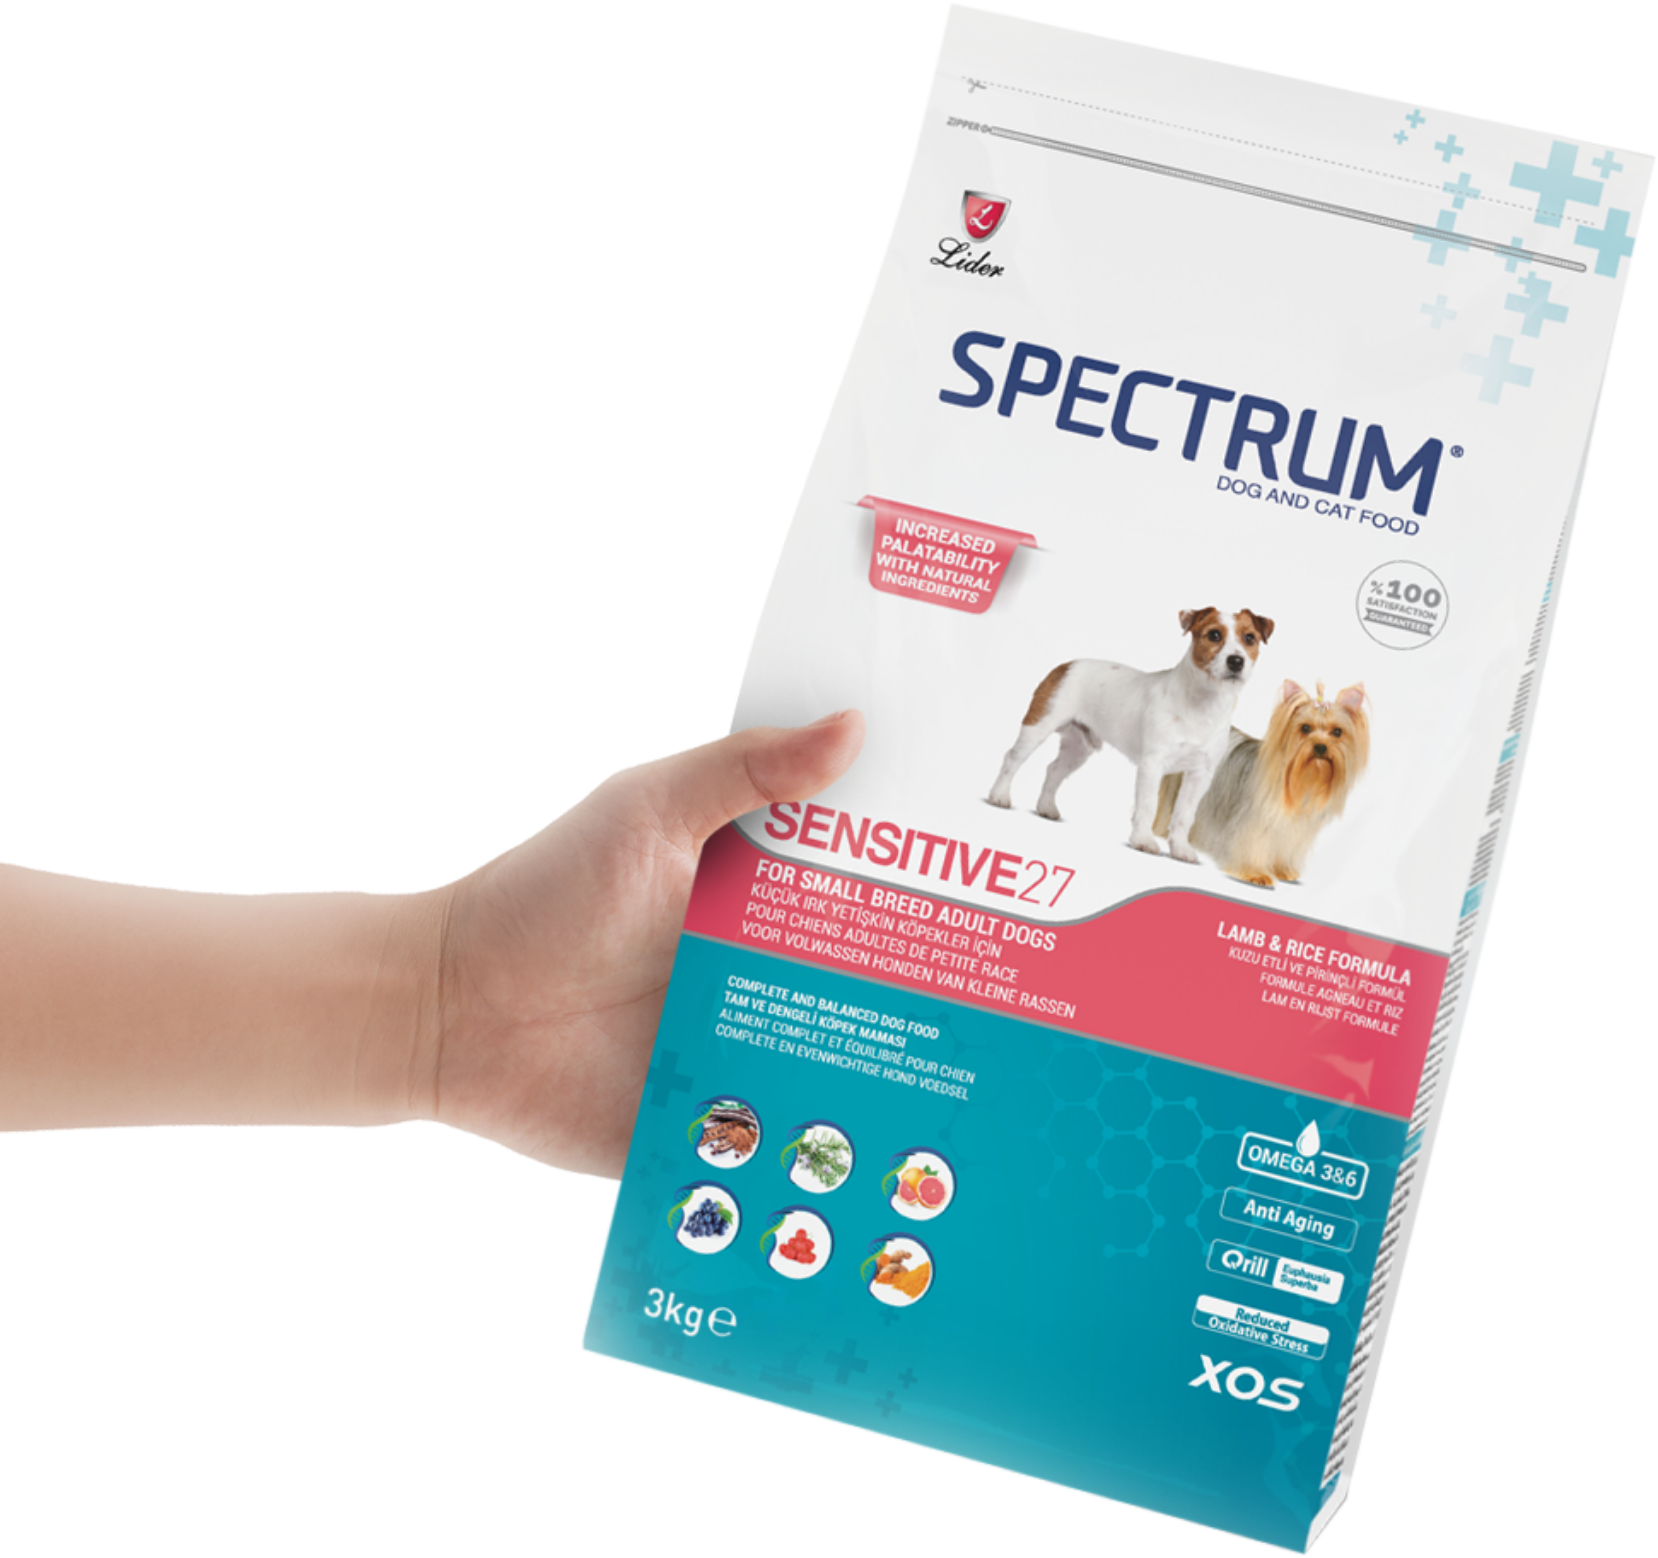 ZIPPER
L
Lider
SPECTRUM®
DOG AND CAT FOOD
INCREASED
PALATABILITY
WITH NATURAL
INGREDIENTS
%100
SATISFACTION
GUARANTEED
SENSITIVE27
FOR SMALL BREED ADULT DOGS
KÜÇÜK IRK YETİŞKİN KÖPEKLER İÇİN
POUR CHIENS ADULTES DE PETITE RACE
VOOR VOLWASSEN HONDEN VAN KLEINE RASSEN
LAMB & RICE FORMULA
KUZU ETLİ VE PİRİNÇLİ FORMÜL
FORMULE AGNEAU ET RIZ
LAM EN RIJST FORMULE
COMPLETE AND BALANCED DOG FOOD
TAM VE DENGELİ KÖPEK MAMASI
ALIMENT COMPLET ET ÉQUILIBRÉ POUR CHIEN
COMPLETE EN EVENWICHTIGE HOND VOEDSEL
OMEGA 3&6
Anti Aging
Qrill Euphausia
Superba
Reduced
Oxidative Stress
XOS
3kg ℮